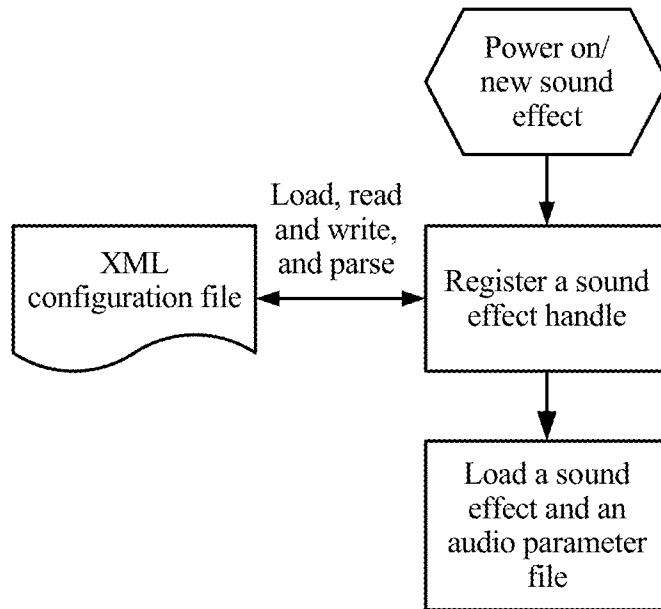 Power on/
new sound
effect
Load, read
and write,
and parse
XML
configuration file
Register a sound
effect handle
Load a sound
effect and an
audio parameter
file